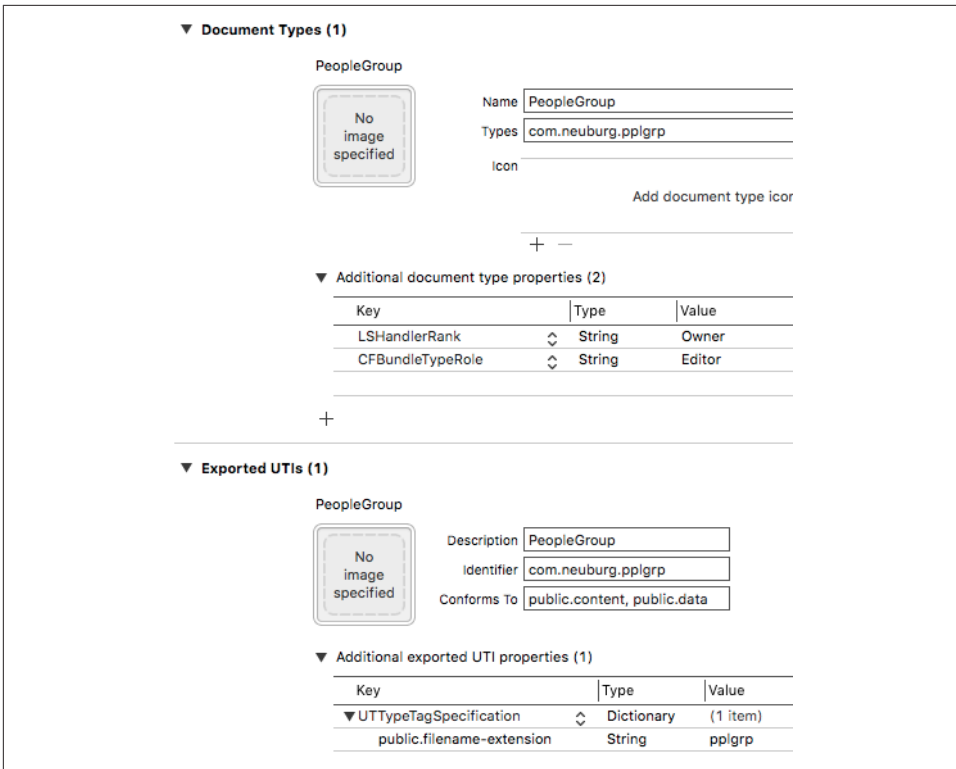 Document Types (1)
PeopleGroup
No
image
specified
Name PeopleGroup
Types com.neuburg.pplgrp
Icon
Add document type icor
Additional document type properties (2)
Key Type Value
LSHandlerRank String Owner
CFBundleTypeRole String Editor
Exported UTIs (1)
PeopleGroup
No
image
specified
Description PeopleGroup
Identifier com.neuburg.pplgrp
Conforms To public.content, public.data
Additional exported UTI properties (1)
Key Type Value
UTTypeTagSpecification Dictionary (1 item)
public.filename-extension String pplgrp